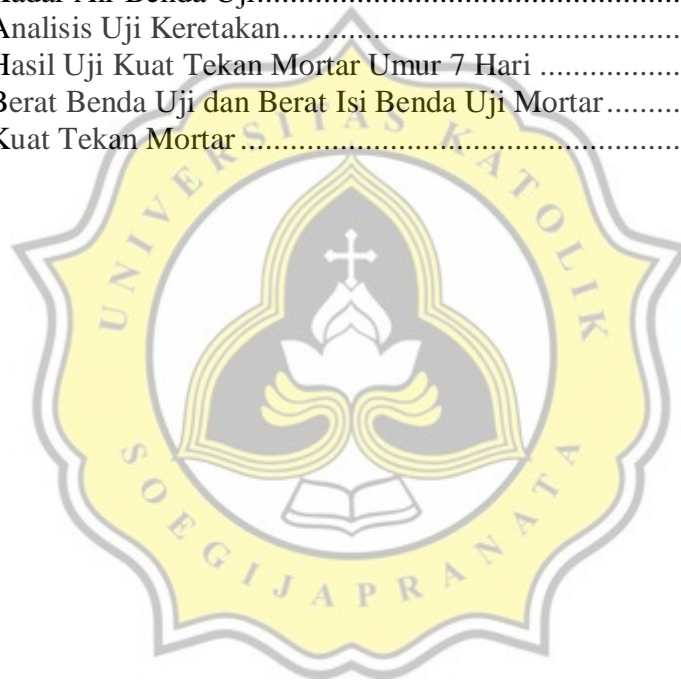 Kadar Air Benda Uji........................................................
Analisis Uji Keretakan.....................................................
Hasil Uji Kuat Tekan Mortar Umur 7 Hari ....................
Berat Benda Uji dan Berat Isi Benda Uji Mortar..........
Kuat Tekan Mortar..........................................................
UNIVERSITAS KATOLIK
SOEGIJAPRANATA